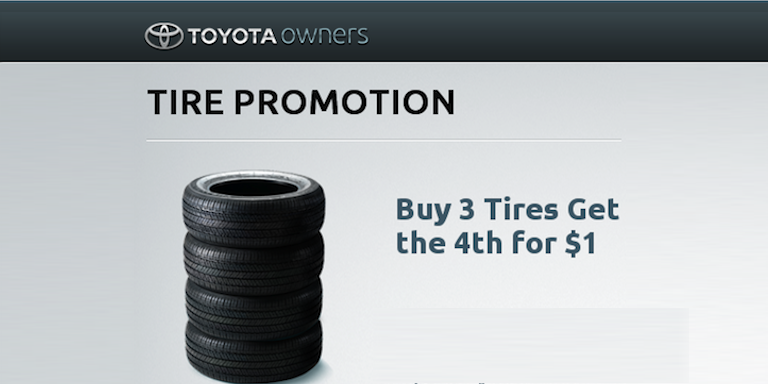 TOYOTA owners
TIRE PROMOTION
Buy 3 Tires Get
the 4th for $1